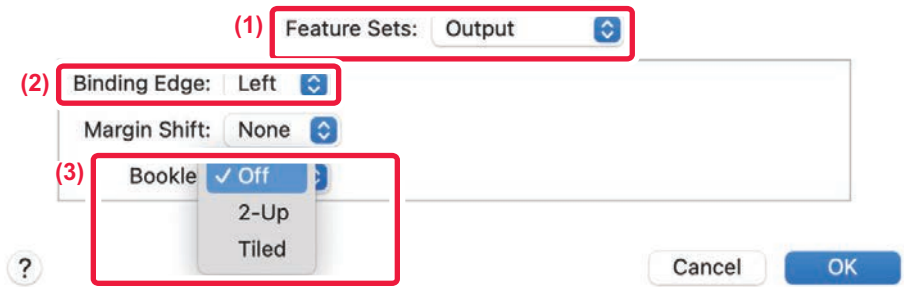 (1) Feature Sets: Output
(2) Binding Edge: Left
Margin Shift: None
(3) Bookle ✓ Off
2-Up
Tiled
? Cancel OK